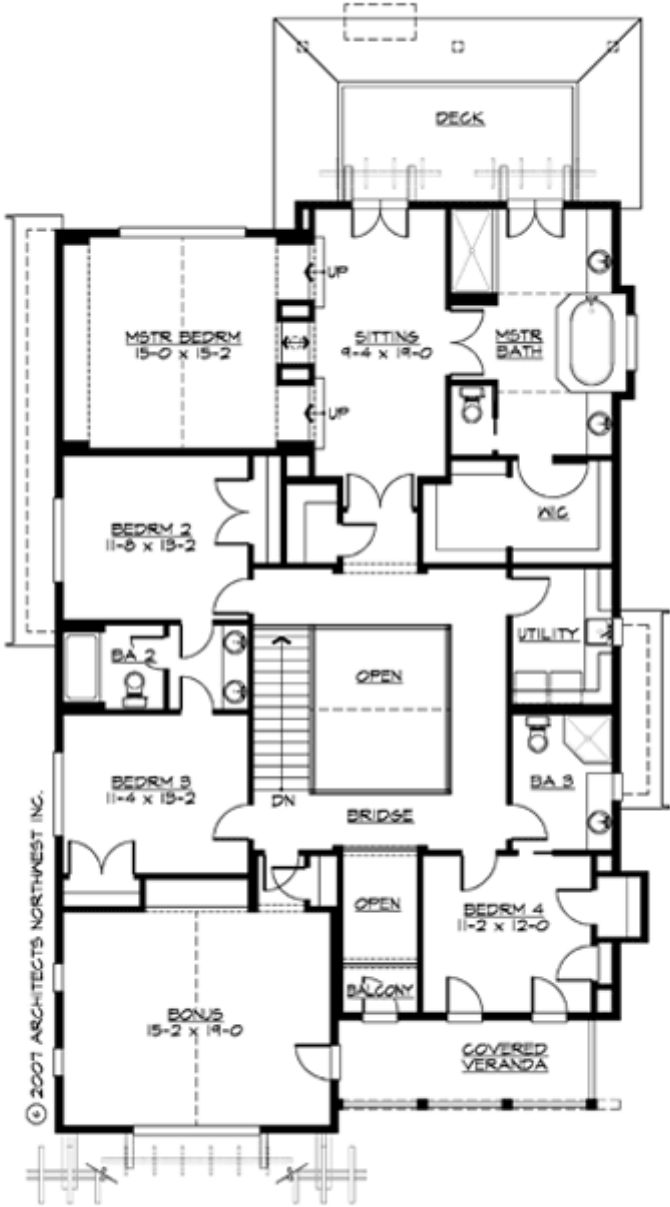 DECK
UP
MSTR BEDRM
15-0 x 15-2
SITTING
9-4 x 19-0
MSTR
BATH
UP
BEDRM 2
11-8 x 13-2
WIC
UTILITY
BA 2
OPEN
BEDRM 3
11-4 x 13-2
DN
BRIDGE
BA 3
OPEN
BEDRM 4
11-2 x 12-0
BALCONY
BONUS
15-2 x 19-0
COVERED
VERANDA
© 2007 ARCHITECTS NORTHWEST INC.